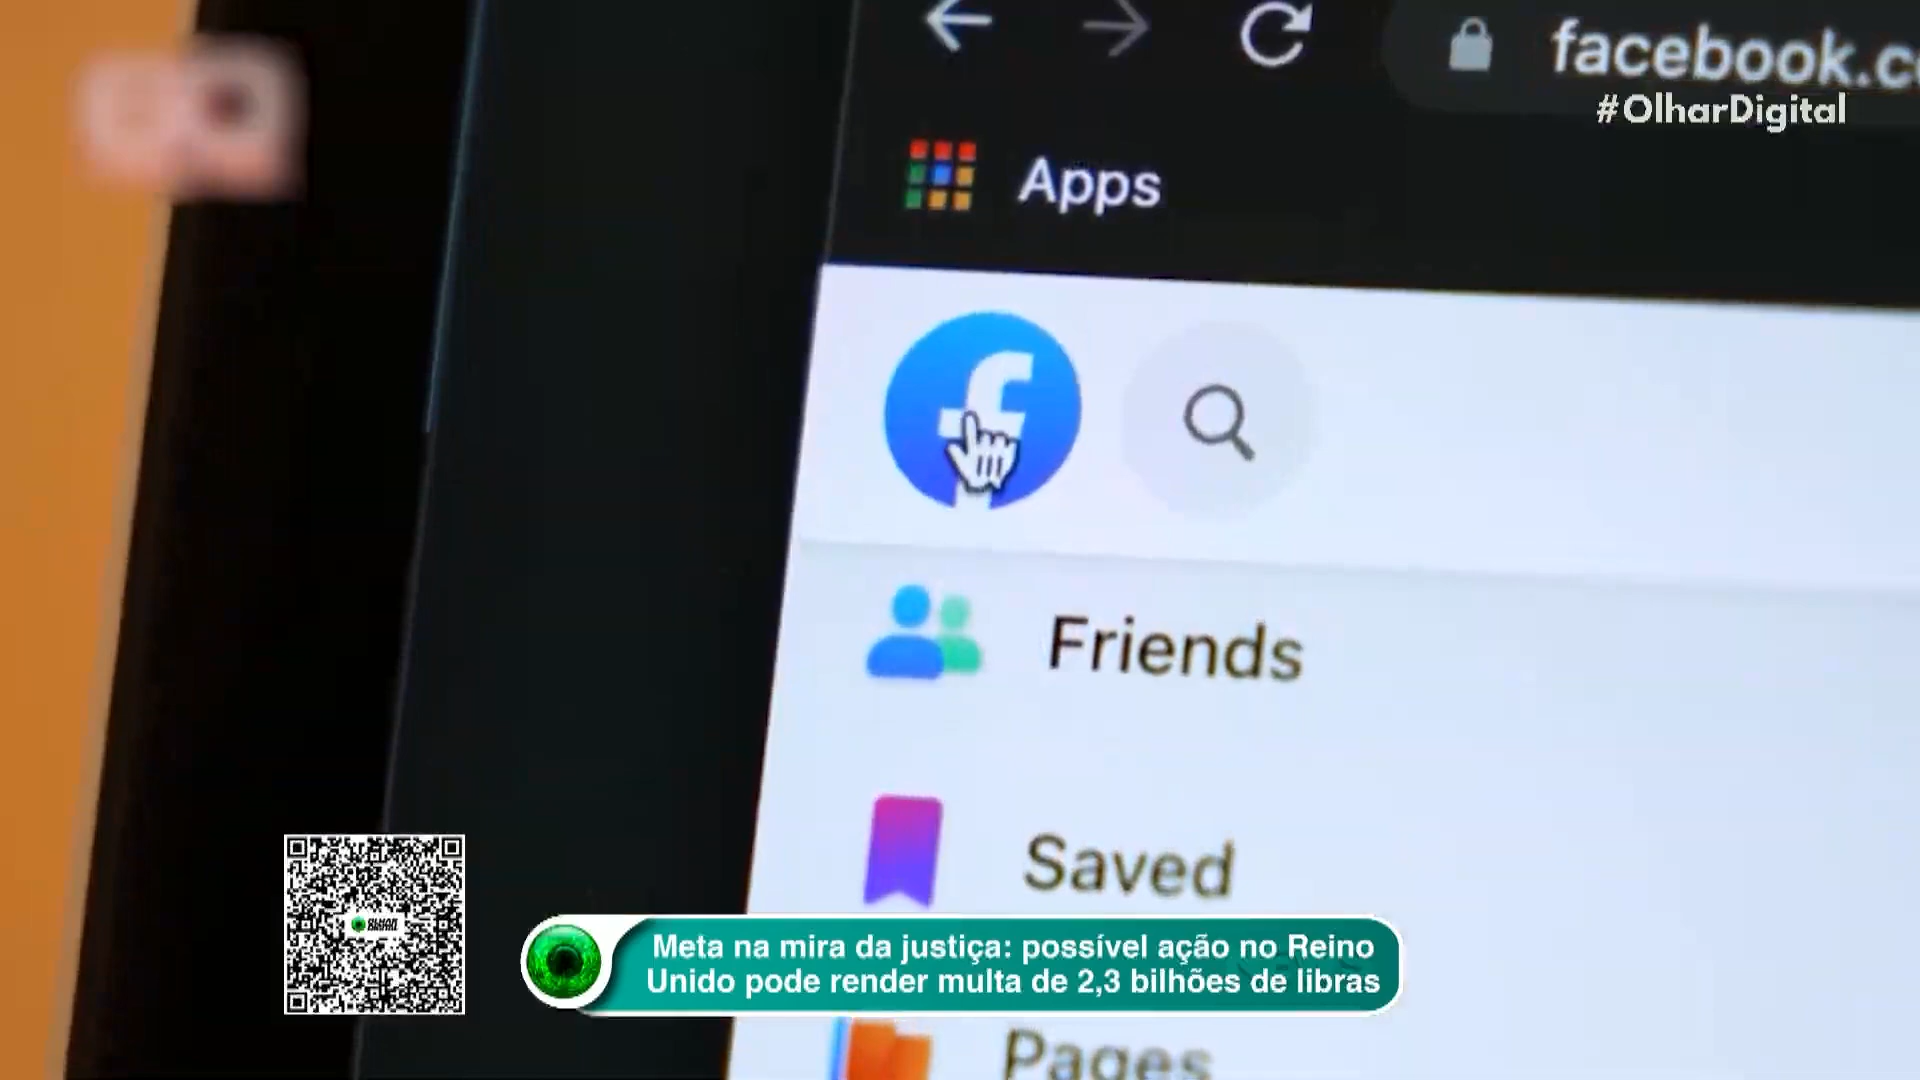 facebook.c
#OlharDigital
Apps
Friends
Saved
Meta na mira da justiça: possível ação no Reino
Unido pode render multa de 2,3 bilhões de libras
Pages